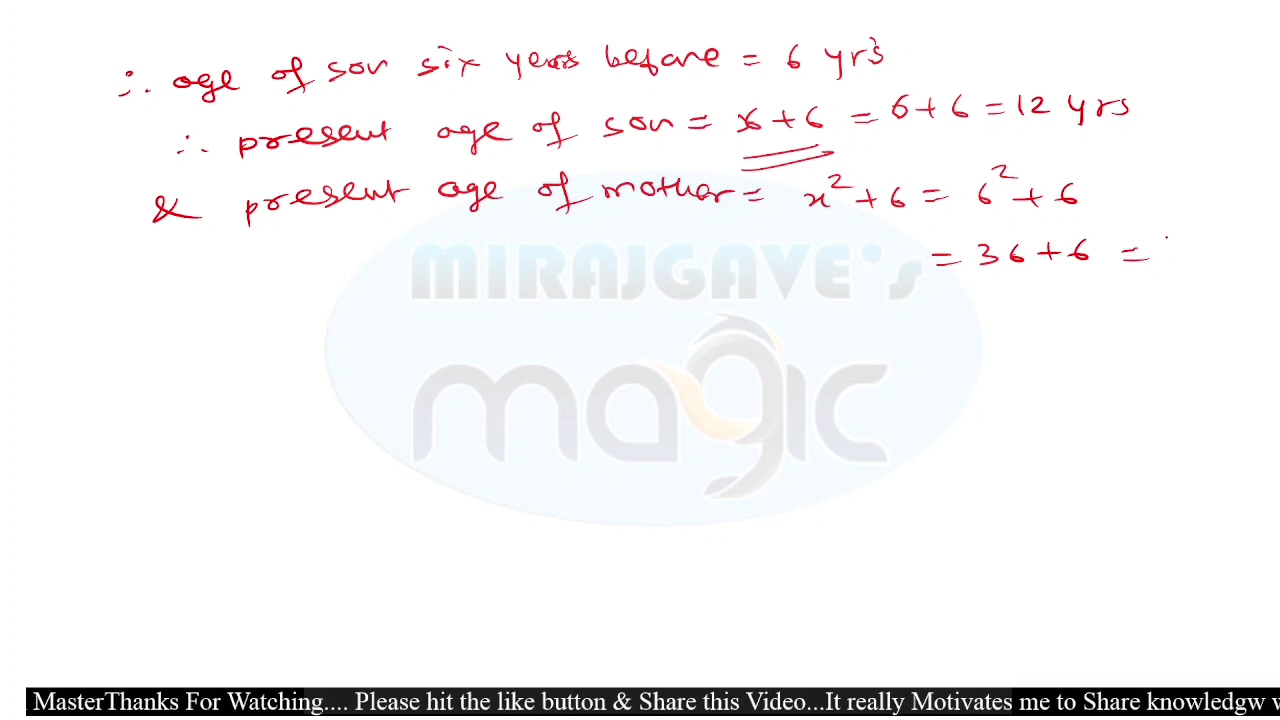 ∴ age of son six years before = 6 yrs
∴ present age of son = x+6 = 6+6 = 12 yrs
& present age of mother = x²+6 = 6²+6
= 36+6 =
MIRAJGAVE's
magic
MasterThanks For Watching.... Please hit the like button & Share this Video...It really Motivates me to Share knowledgw v